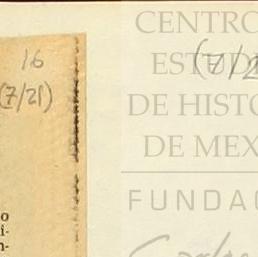 16
(7/21)
o
i-
n-
CENTRO
ESTUD
DE HISTO
DE MEX
FUNDA
(7/2